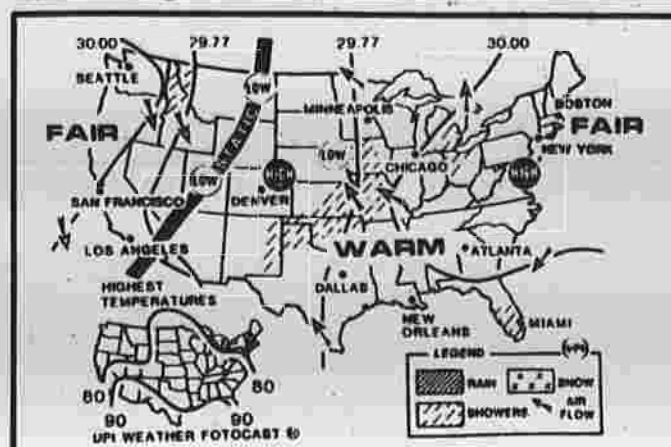 30.00 29.77 29.77 30.00
SEATTLE
LOW
MINNEAPOLIS
BOSTON
FAIR
FAIR
STATIC
LOW
NEW YORK
LOW
HIGH
CHICAGO
HIGH
SAN FRANCISCO
DENVER
LOS ANGELES
WARM
ATLANTA
HIGHEST
TEMPERATURES
DALLAS
NEW
ORLEANS
MIAMI
LEGEND
(UPI)
RAIN
SNOW
SHOWERS
AIR
FLOW
80
80
90
90
UPI WEATHER FOTOCAST ®